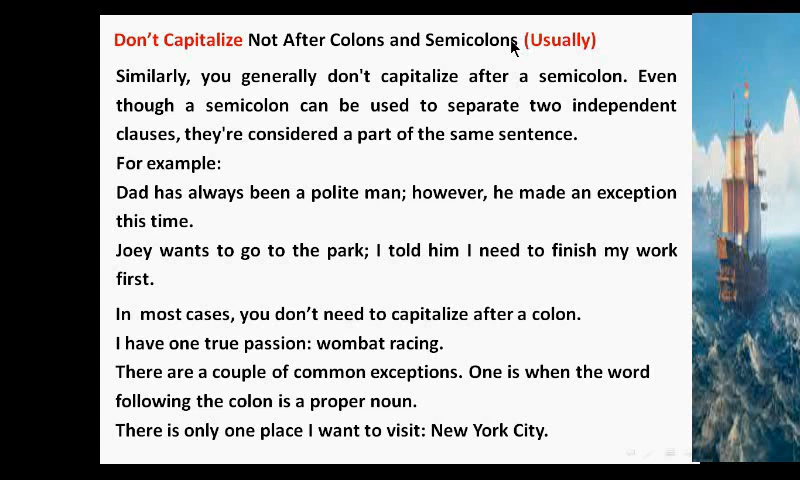 Don't Capitalize Not After Colons and Semicolons (Usually)
Similarly, you generally don't capitalize after a semicolon. Even
though a semicolon can be used to separate two independent
clauses, they're considered a part of the same sentence.
For example:
Dad has always been a polite man; however, he made an exception
this time.
Joey wants to go to the park; I told him I need to finish my work
first.
In  most cases, you don’t need to capitalize after a colon.
I have one true passion: wombat racing.
There are a couple of common exceptions. One is when the word
following the colon is a proper noun.
There is only one place I want to visit: New York City.